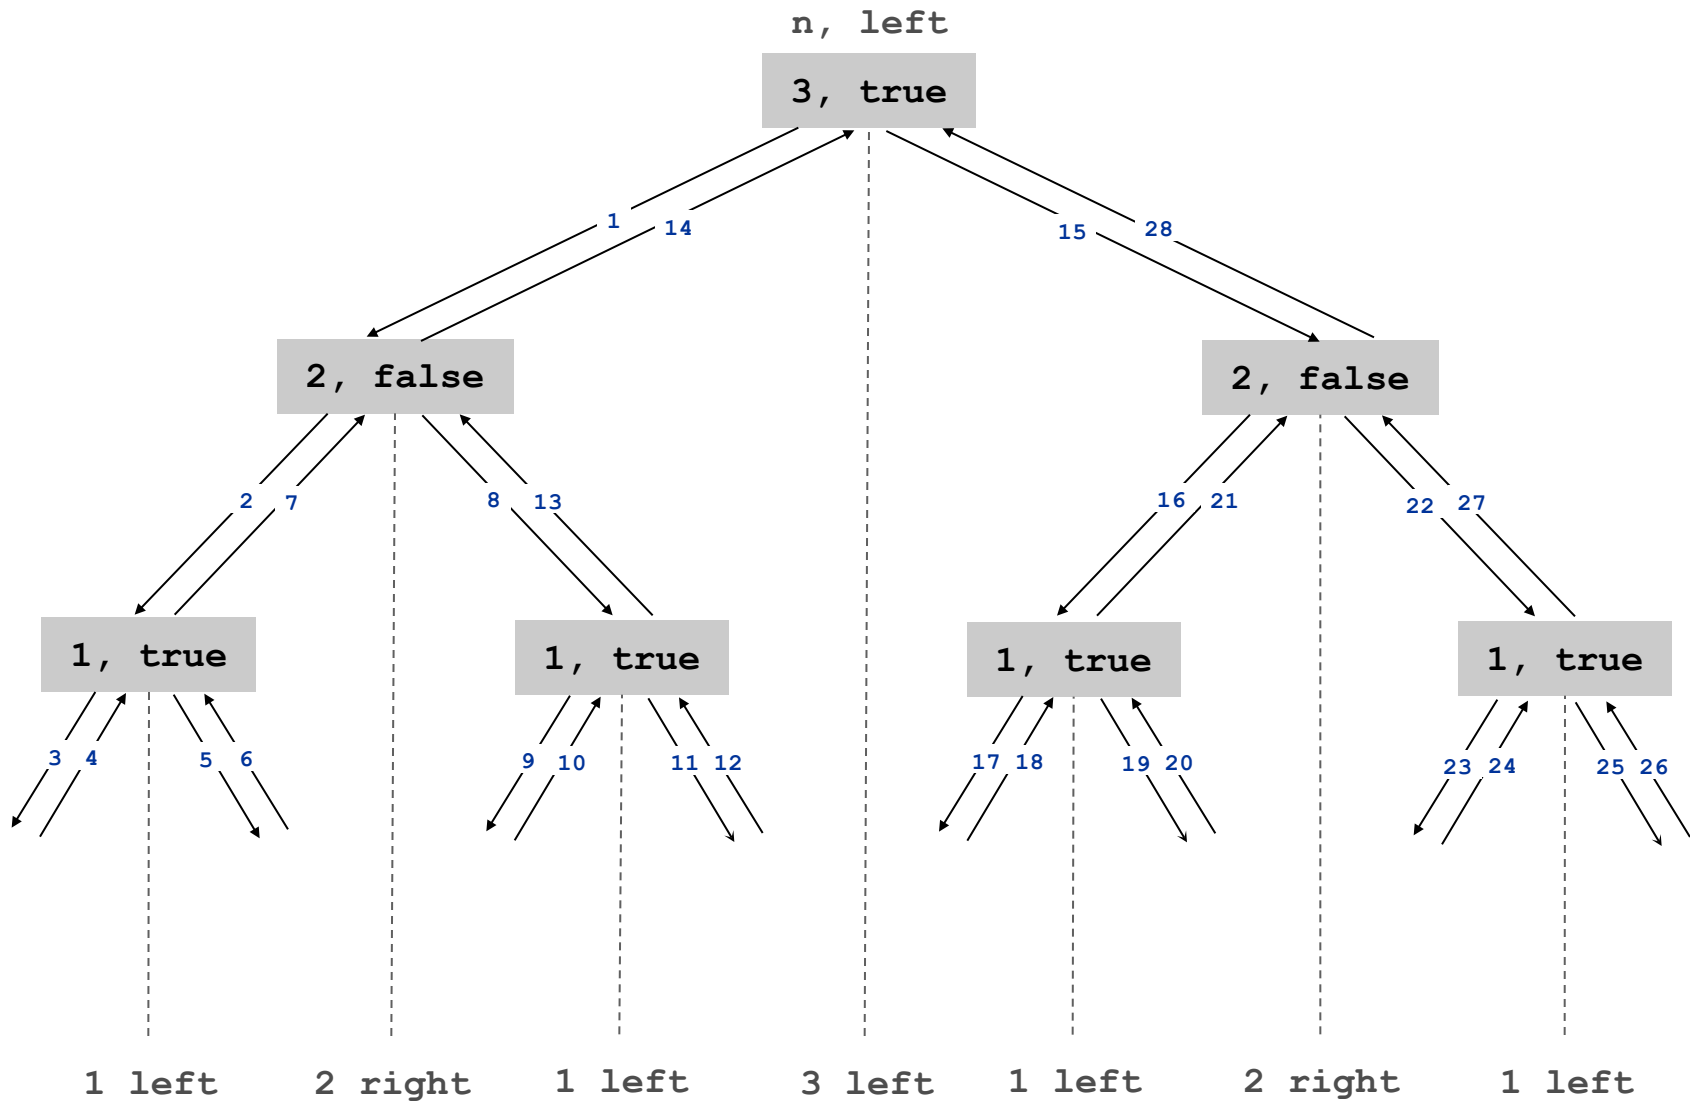 n, left
3, true
1
14
15
28
2, false
2, false
2
7
8
13
16
21
22
27
1, true
1, true
1, true
1, true
3
4
5
6
9
10
11
12
17
18
19
20
23
24
25
26
1 left
2 right
1 left
3 left
1 left
2 right
1 left